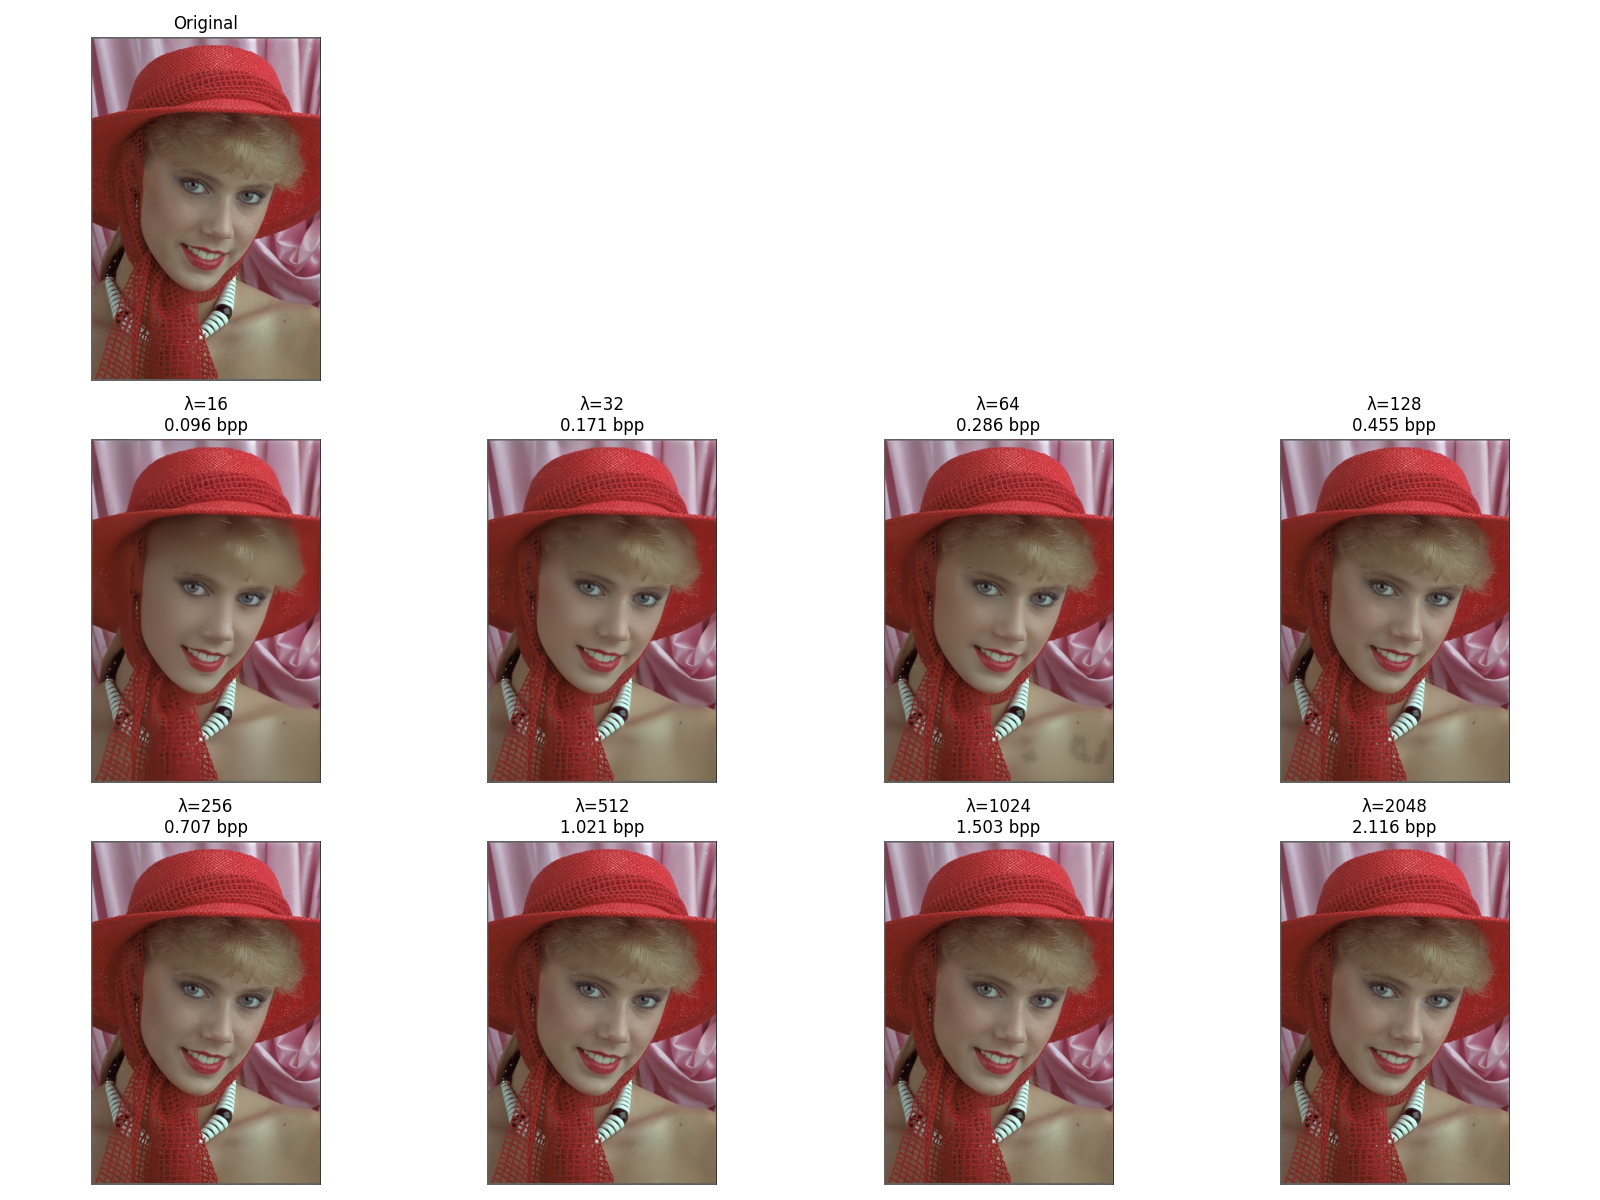 Original
λ=16
0.096 bpp
λ=32
0.171 bpp
λ=64
0.286 bpp
λ=128
0.455 bpp
λ=256
0.707 bpp
λ=512
1.021 bpp
λ=1024
1.503 bpp
λ=2048
2.116 bpp